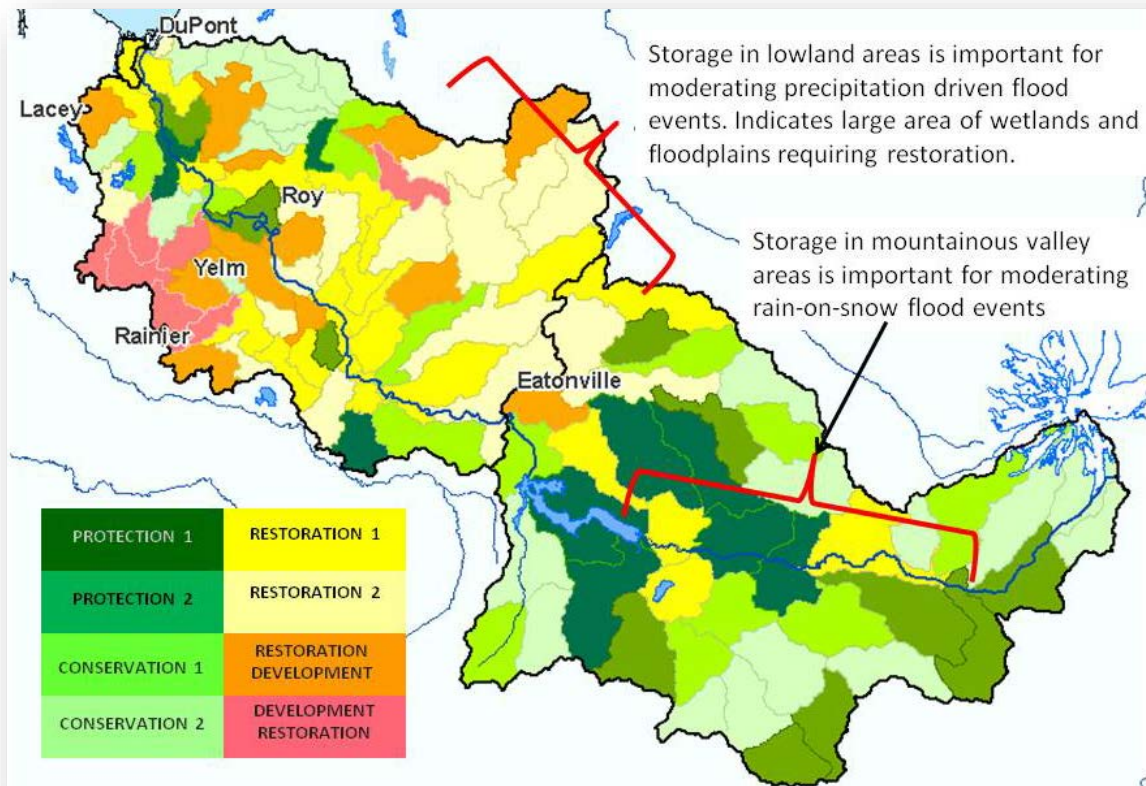 DuPont
Storage in lowland areas is important for
moderating precipitation driven flood
events. Indicates large area of wetlands and
floodplains requiring restoration.
Lacey
Roy
Storage in mountainous valley
areas is important for moderating
rain-on-snow flood events
Yelm
Rainier
Eatonville
PROTECTION 1
RESTORATION 1
PROTECTION 2
RESTORATION 2
CONSERVATION 1
RESTORATION
DEVELOPMENT
CONSERVATION 2
DEVELOPMENT
RESTORATION